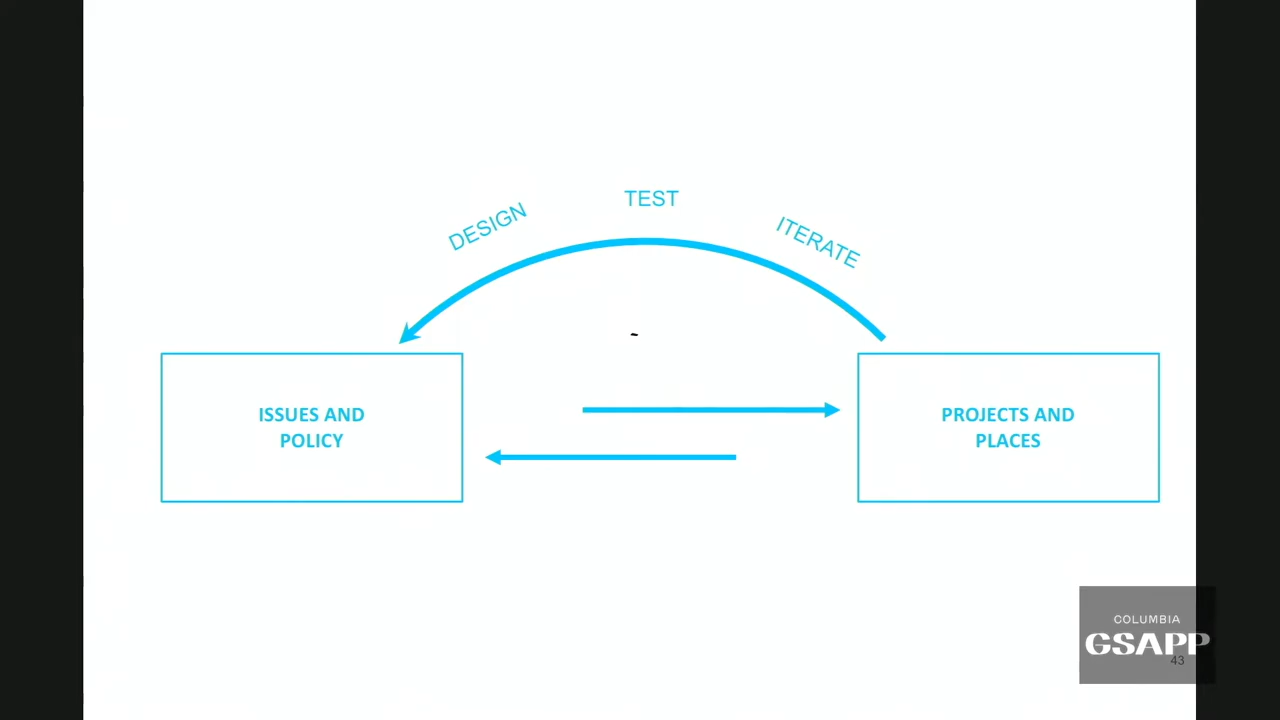 DESIGN
TEST
ITERATE
ISSUES AND
POLICY
PROJECTS AND
PLACES
COLUMBIA
GSAPP
43